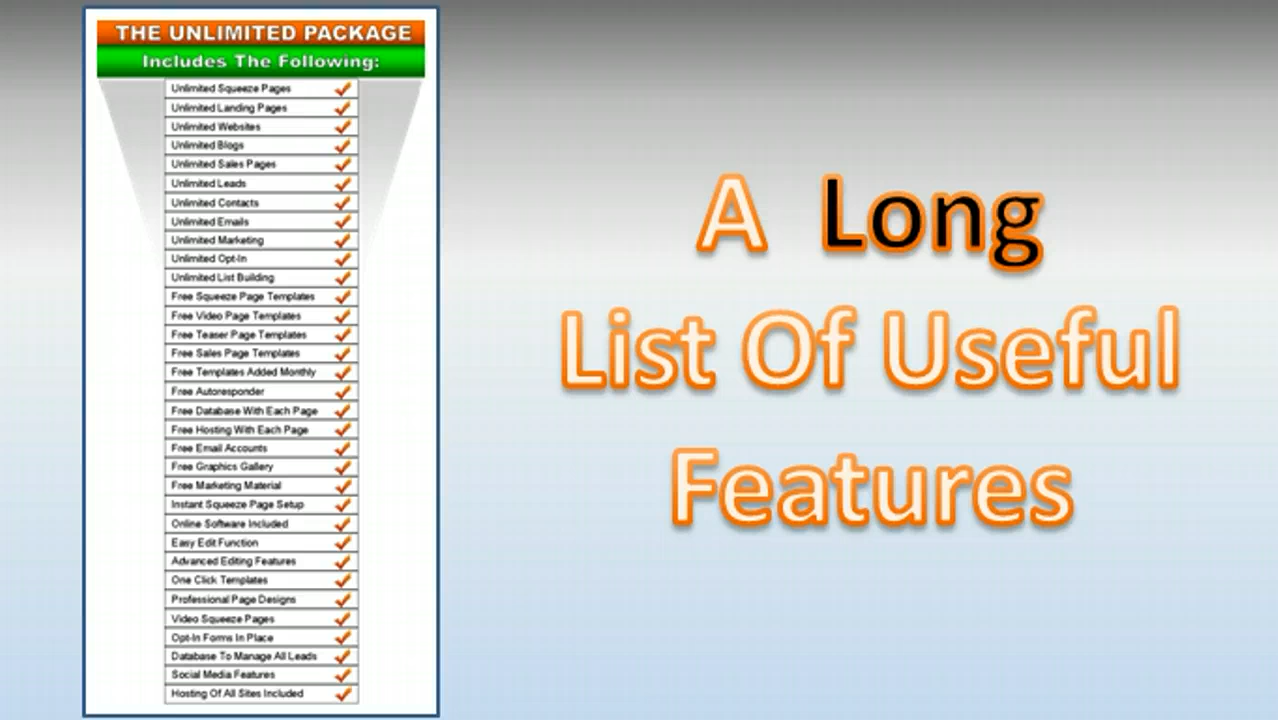 THE UNLIMITED PACKAGE
Includes The Following:
Unlimited Squeeze Pages
Unlimited Landing Pages
Unlimited Websites
Unlimited Blogs
Unlimited Sales Pages
Unlimited Leads
Unlimited Contacts
Unlimited Emails
Unlimited Marketing
Unlimited Opt-In
Unlimited List Building
Free Squeeze Page Templates
Free Video Page Templates
Free Teaser Page Templates
Free Sales Page Templates
Free Templates Added Monthly
Free Autoresponder
Free Database With Each Page
Free Hosting With Each Page
Free Email Accounts
Free Graphics Gallery
Free Marketing Material
Instant Squeeze Page Setup
Online Software Included
Easy Edit Function
Advanced Editing Features
One Click Templates
Professional Page Designs
Video Squeeze Pages
Opt-In Forms In Place
Database To Manage All Leads
Social Media Features
Hosting Of All Sites Included
A Long
List Of Useful
Features